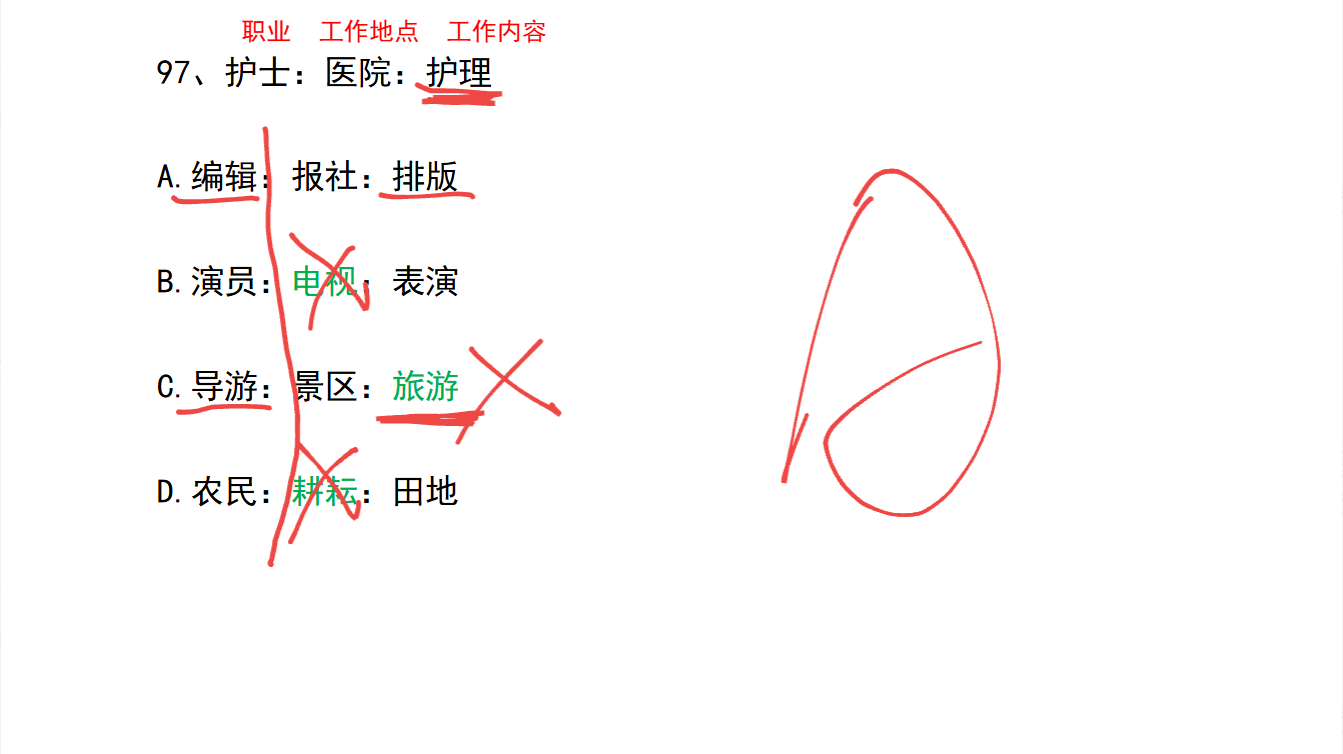 职业 工作地点 工作内容
97、护士：医院：护理
A.编辑：报社：排版
B.演员：电视：表演
C.导游：景区：旅游
D.农民：耕耘：田地